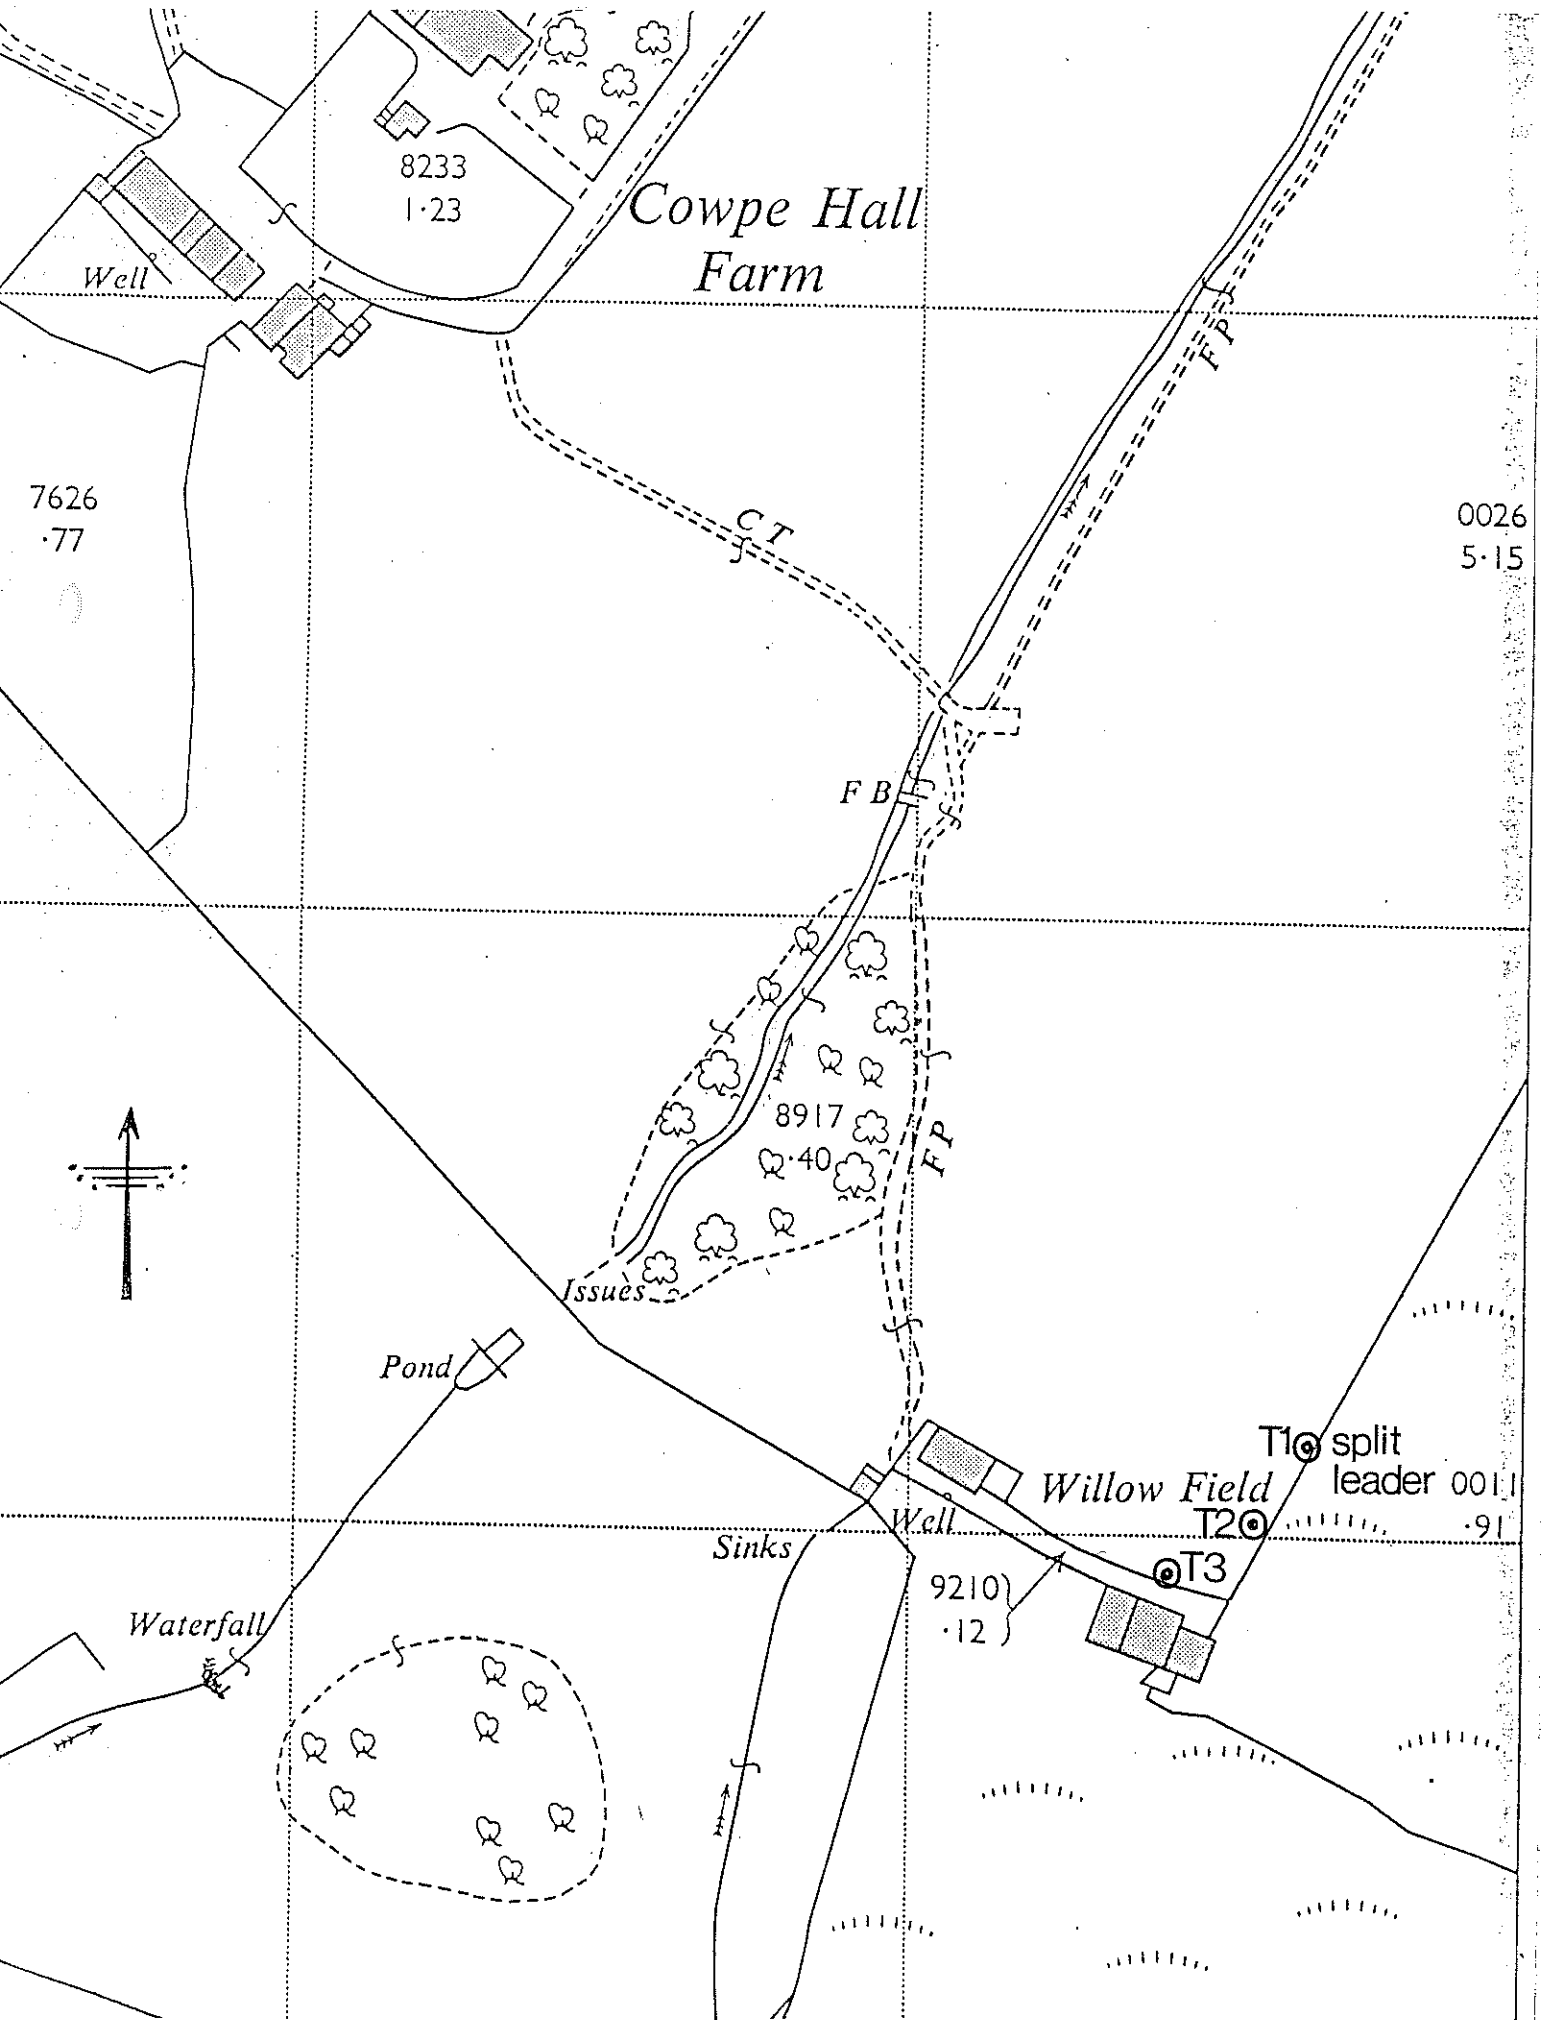 8233
1·23
Cowpe Hall
Farm
Well
F P
7626
·77
C T
0026
5·15
F B
8917
·40
F P
Issues
Pond
T1 split
leader
0011
·91
Willow Field
T2
Well
Sinks
T3
9210
·12
Waterfall